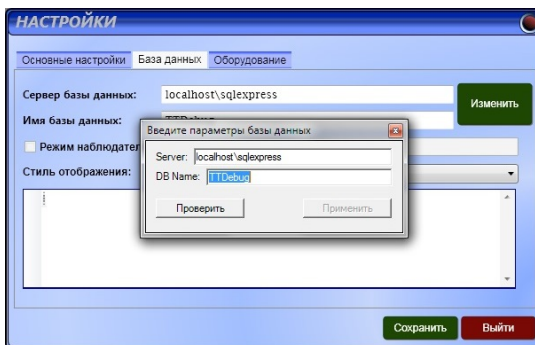 НАСТРОЙКИ
Основные настройки База данных Оборудование
Сервер базы данных: localhost\sqlexpress
Изменить
Имя базы данных: TTDebug
Введите параметры базы данных
Режим
Server: localhost\sqlexpress
DB Name: TTDebug
Стиль отображения:
Проверить Применить
Сохранить Выйти